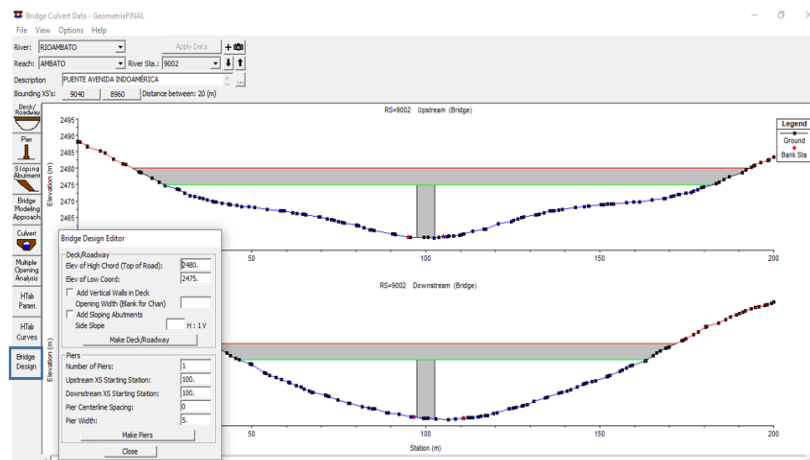 Bridge Culvert Data - GeometriaFINAL
File View Options Help
River: RIOAMBATO Apply Data
Reach: AMBATO River Sta.: 9002
Description PUENTE AVENIDA INDOAMÉRICA ...
Bounding XS's: 9040 8960 Distance between: 20 (m)
Deck/
Roadway
Pier
Sloping
Abutment
Bridge
Modeling
Approach
Culvert
Multiple
Opening
Analysis
HTab
Param.
HTab
Curves
Bridge
Design
RS=9002 Upstream (Bridge)
Elevation (m)
2495
2490
2485
2480
2475
2470
2465
50 100 150 200
Legend
Ground
Bank Sta
RS=9002 Downstream (Bridge)
Elevation (m)
50 100 150 200
Station (m)
Bridge Design Editor
Deck/Roadway
Elev of High Chord (Top of Road): 2480.
Elev of Low Coord: 2475.
Add Vertical Walls in Deck
Opening Width (Blank for Chan)
Add Sloping Abutments
Side Slope H : 1 V
Make Deck/Roadway
Piers
Number of Piers: 1
Upstream XS Starting Station: 100.
Downstream XS Starting Station: 100.
Pier Centerline Spacing: 0
Pier Width: 5.
Make Piers
Close